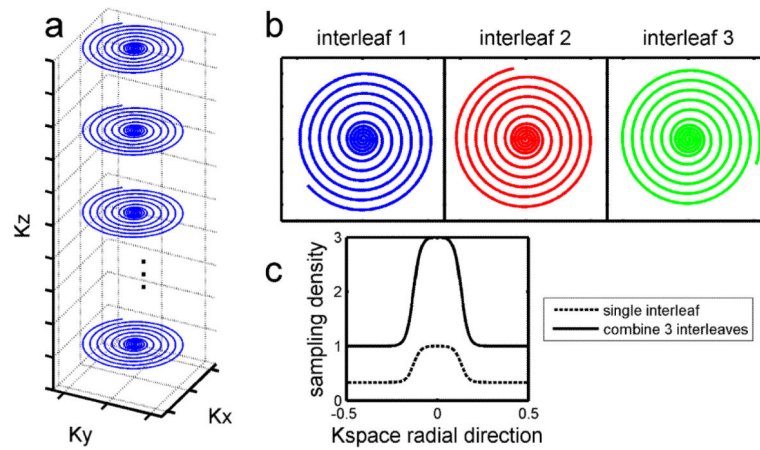 a
Kz
Ky
Kx
b
interleaf 1
interleaf 2
interleaf 3
c
sampling density
3
2
1
0
-0.5
0
0.5
Kspace radial direction
single interleaf
combine 3 interleaves